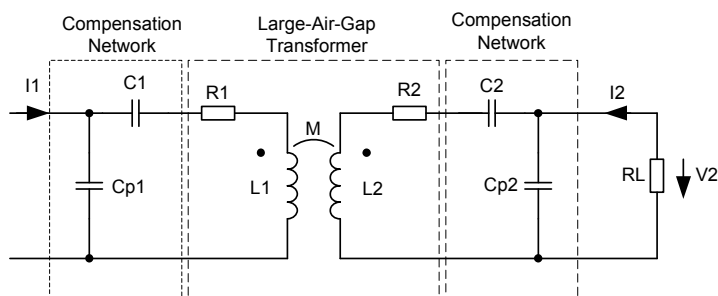 Compensation
Network
Large-Air-Gap
Transformer
Compensation
Network
I1
C1
R1
M
R2
C2
I2
Cp1
L1
L2
Cp2
RL
V2